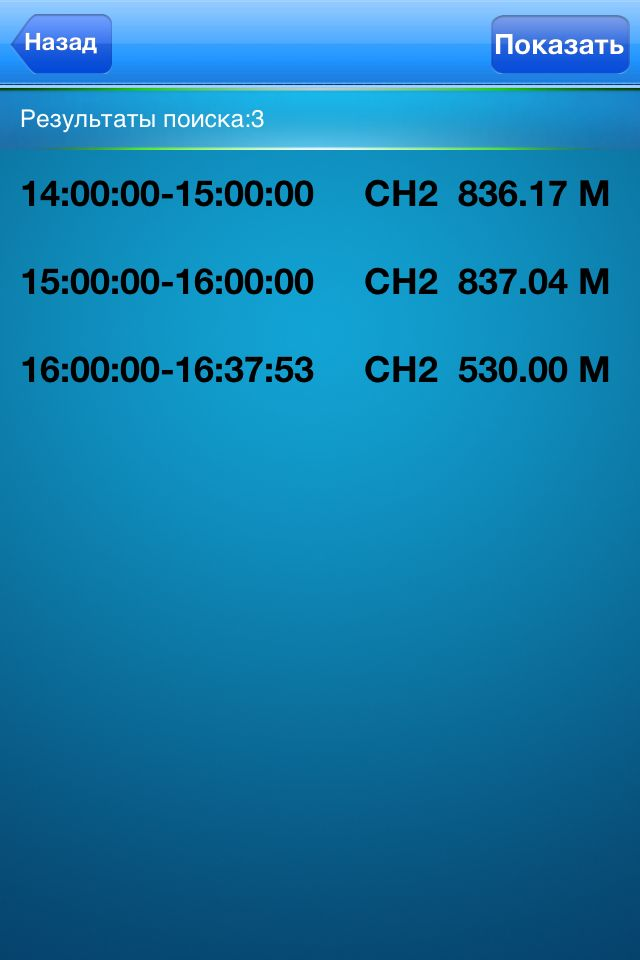 Назад
Показать
Результаты поиска:3
14:00:00-15:00:00 CH2 836.17 M
15:00:00-16:00:00 CH2 837.04 M
16:00:00-16:37:53 CH2 530.00 M